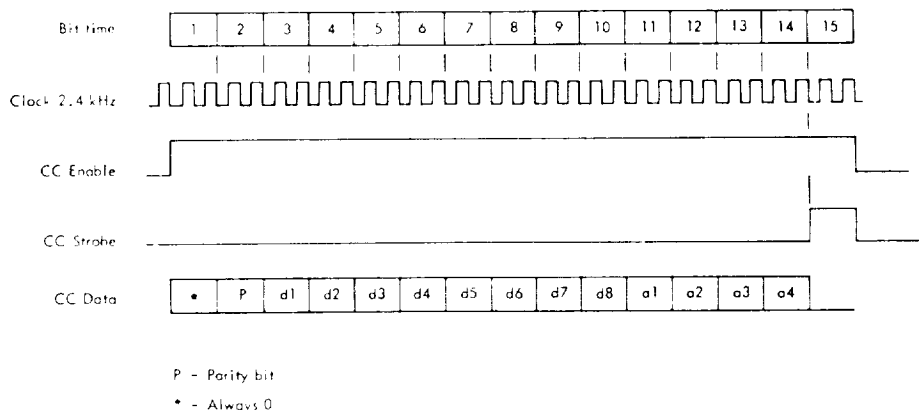 Bit time 1 2 3 4 5 6 7 8 9 10 11 12 13 14 15
Clock 2.4 kHz
CC Enable
CC Strobe
CC Data * P d1 d2 d3 d4 d5 d6 d7 d8 a1 a2 a3 a4
P - Parity bit
* - Always 0